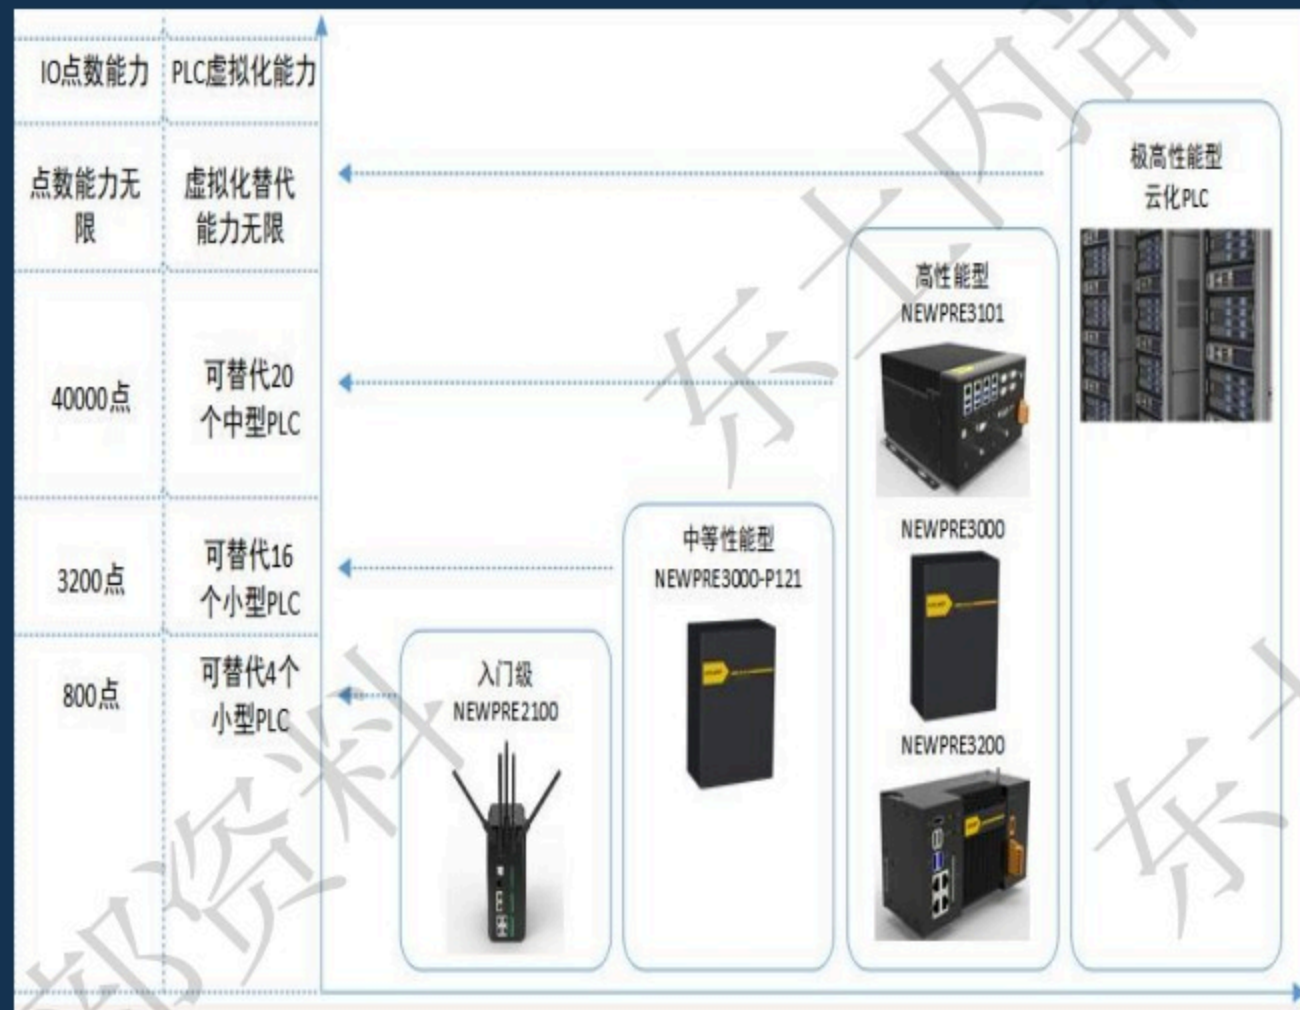 IO点数能力
PLC虚拟化能力
点数能力无
限
虚拟化替代
能力无限
极高性能型
云化PLC
高性能型
NEWPRE3101
40000点
可替代20
个中型PLC
NEWPRE3000
中等性能型
NEWPRE3000-P121
3200点
可替代16
个小型PLC
NEWPRE3200
入门级
NEWPRE2100
800点
可替代4个
小型PLC
东土内部
部资料
东土